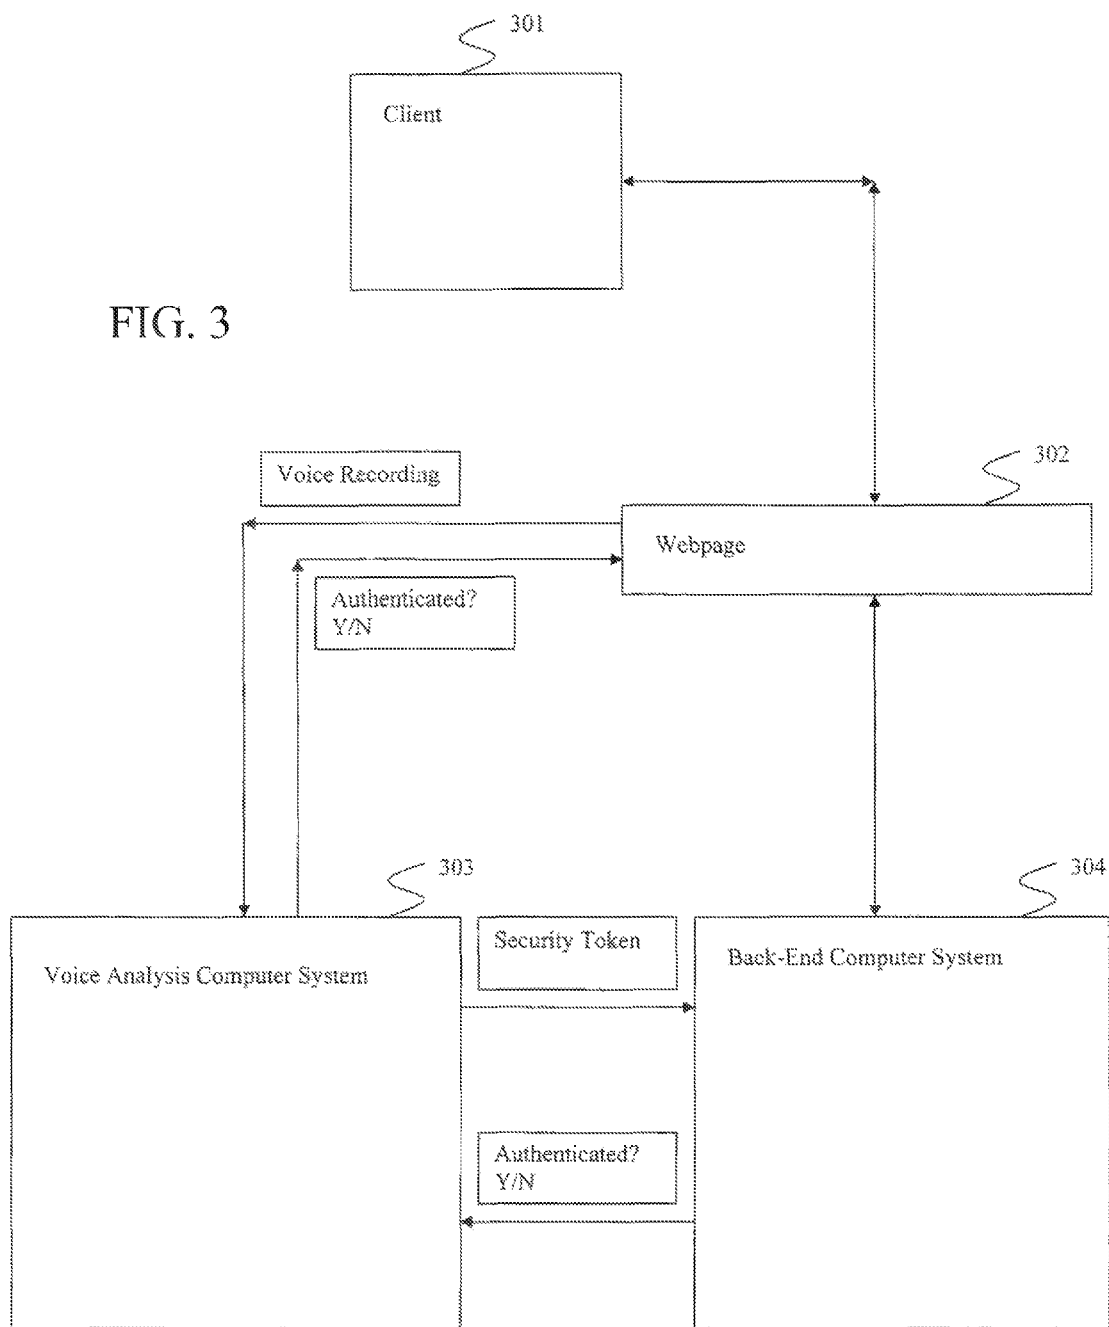 301
Client
FIG. 3
302
Voice Recording
Webpage
Authenticated?
Y/N
303
304
Security Token
Back-End Computer System
Voice Analysis Computer System
Authenticated?
Y/N